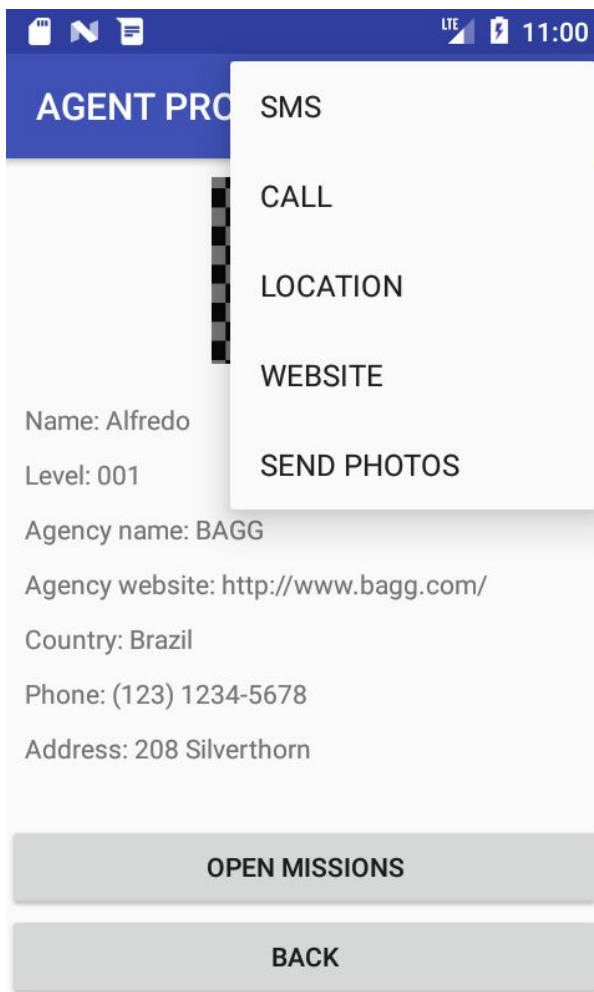 LTE 11:00
AGENT PRO
SMS
CALL
LOCATION
WEBSITE
SEND PHOTOS
Name: Alfredo
Level: 001
Agency name: BAGG
Agency website: http://www.bagg.com/
Country: Brazil
Phone: (123) 1234-5678
Address: 208 Silverthorn
OPEN MISSIONS
BACK